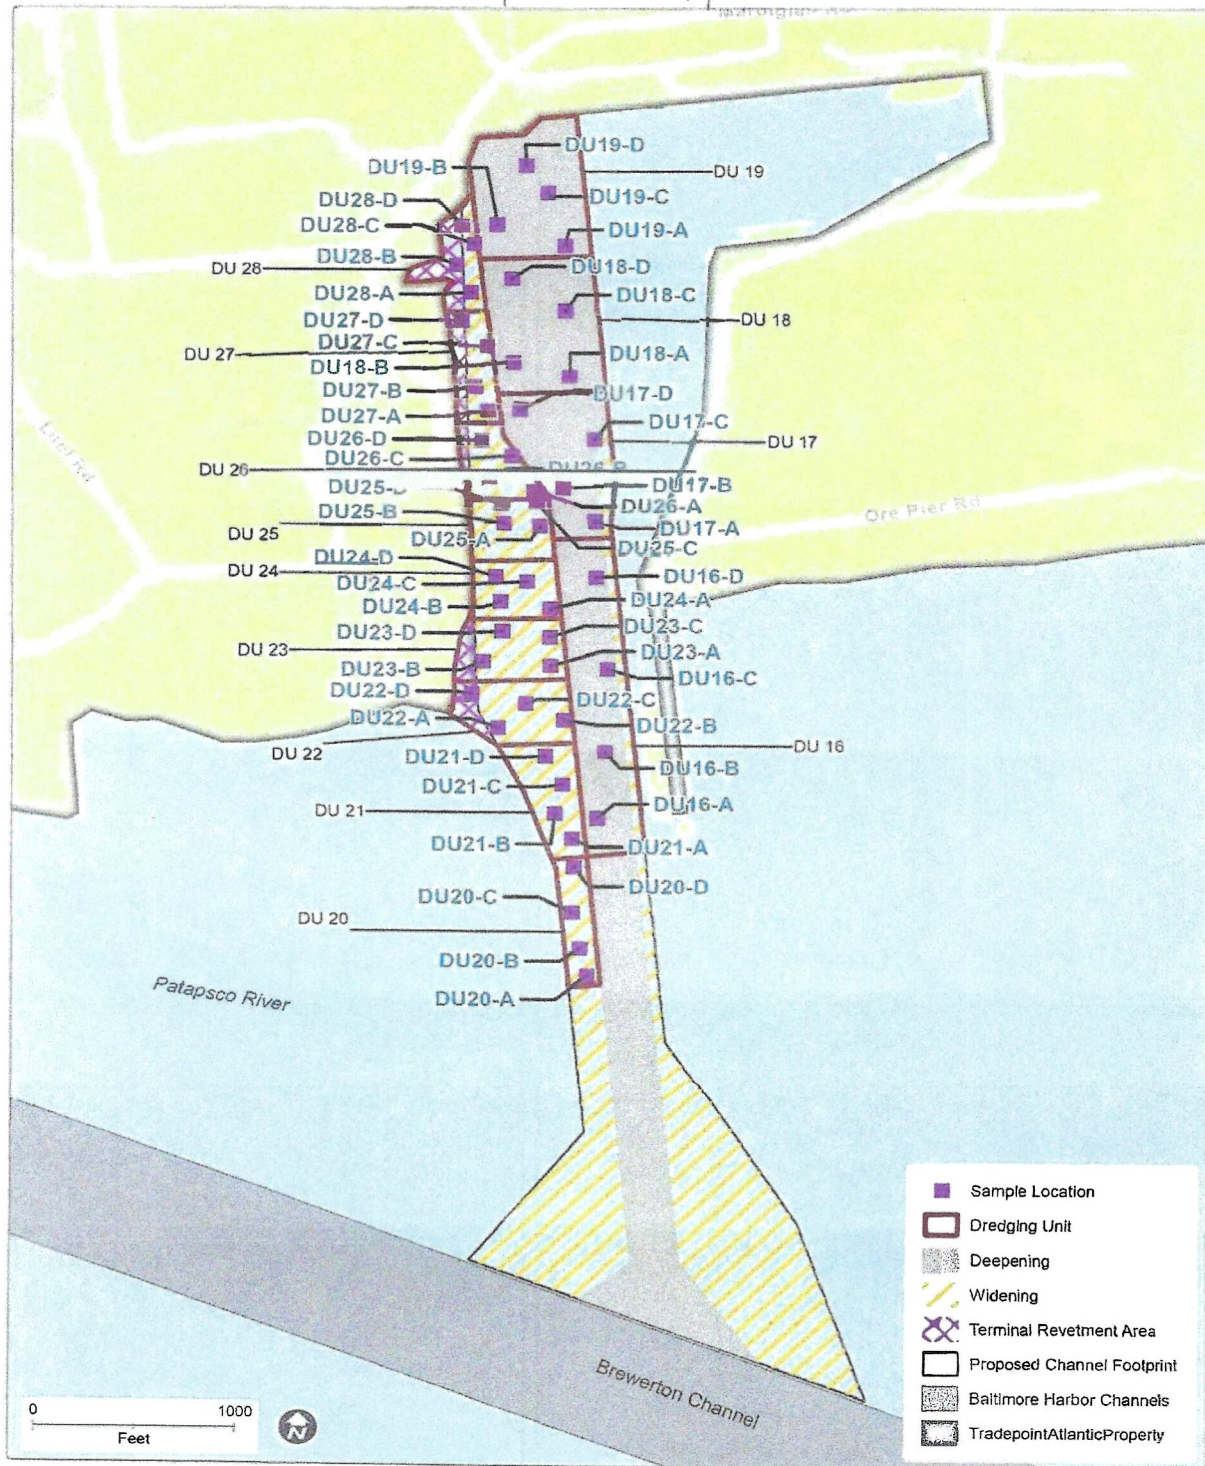 DU19-D
DU19-B
DU 19
DU28-D
DU19-C
DU28-C
DU19-A
DU28-B
DU 28
DU18-D
DU28-A
DU18-C
DU27-D
DU 18
DU27-C
DU 27
DU18-A
DU18-B
DU27-B
DU17-D
DU27-A
DU17-C
DU26-D
DU 17
DU26-C
DU 26
DU26-B
DU25-
DU17-B
DU26-A
DU25-B
DU17-A
Ore Pier Rd
DU 25
DU25-A
DU25-C
DU24-D
DU 24
DU24-C
DU16-D
DU24-B
DU24-A
DU23-D
DU23-C
DU 23
DU23-A
DU23-B
DU16-C
DU22-D
DU22-C
DU22-A
DU22-B
DU 22
DU 16
DU21-D
DU16-B
DU21-C
DU16-A
DU 21
DU21-B
DU21-A
DU20-D
DU20-C
DU 20
DU20-B
Patapsco River
DU20-A
Brewerton Channel
Sample Location
Dredging Unit
Deepening
Widening
Terminal Revetment Area
Proposed Channel Footprint
Baltimore Harbor Channels
TradepointAtlanticProperty
0 1000
Feet
N